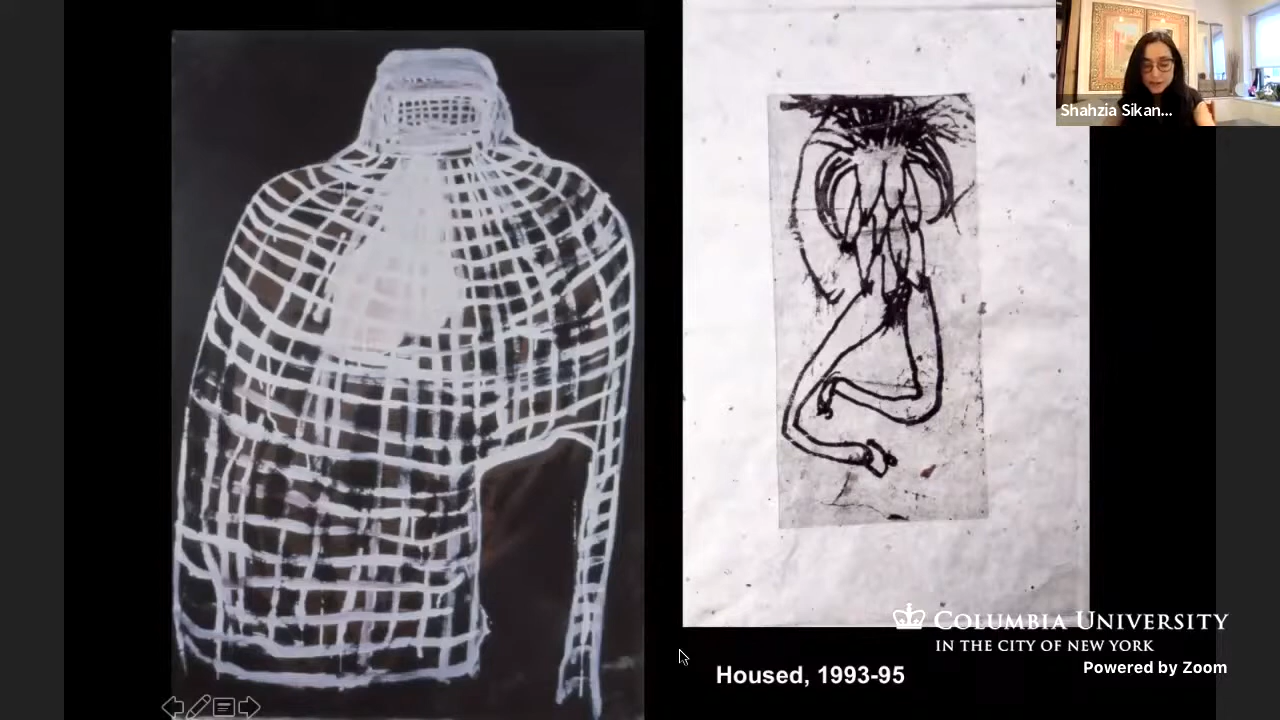 Shahzia Sikan...
COLUMBIA UNIVERSITY
IN THE CITY OF NEW YORK
Powered by Zoom
Housed, 1993-95